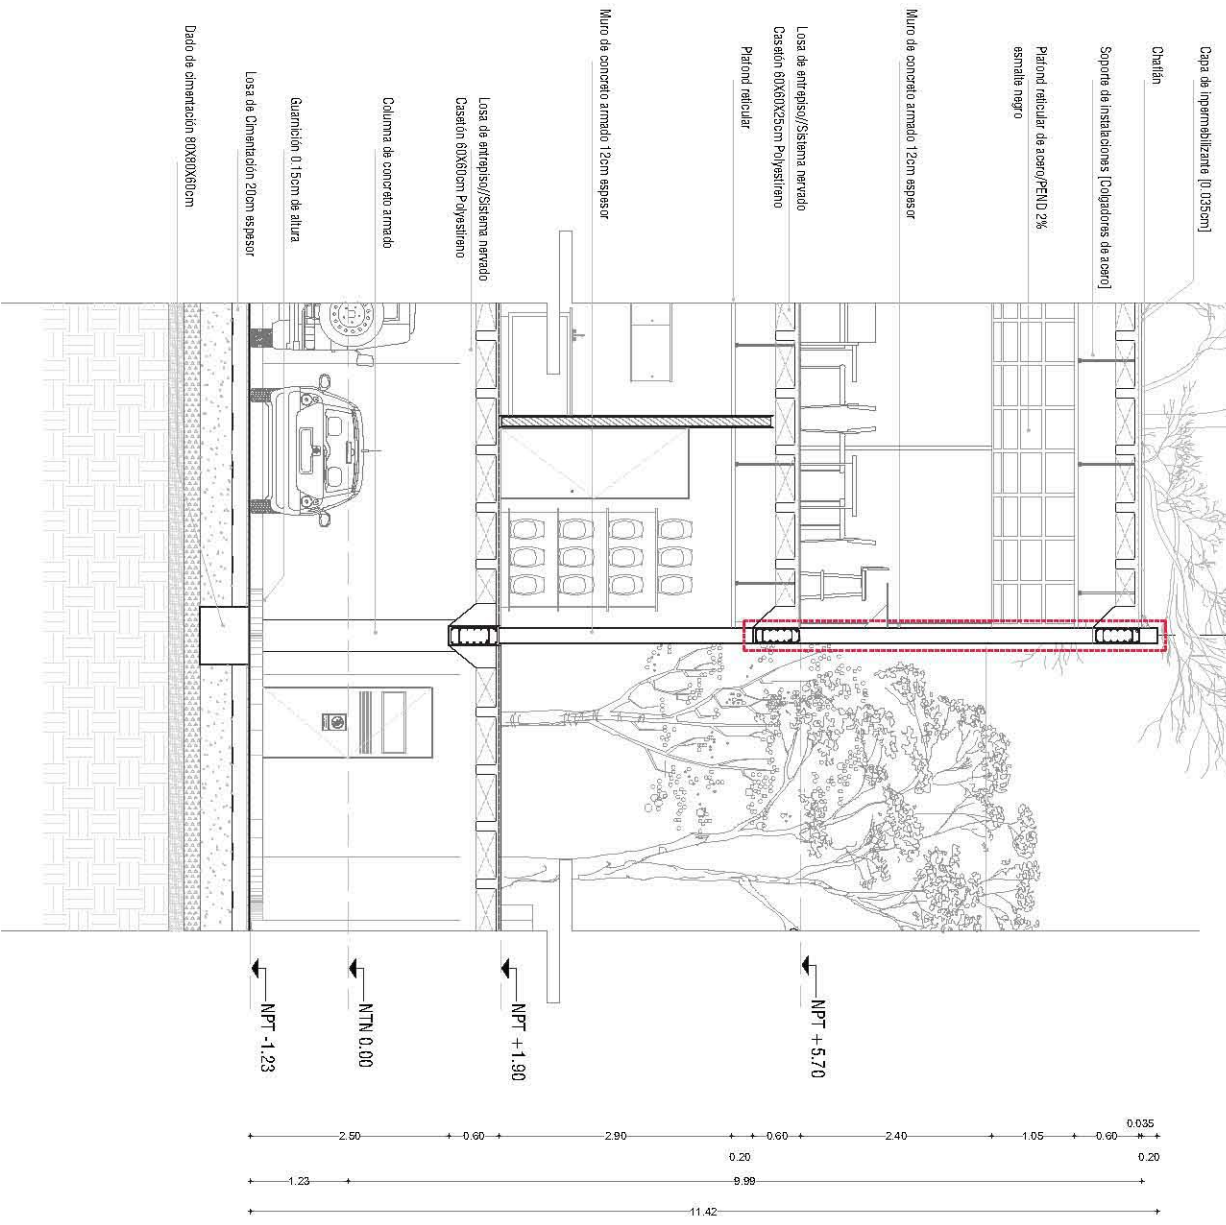 Capa de inpermebilizante [0.035cm]
Chaflán
Soporte de instalaciones [Colgadores de acero]
Plafond reticular de acero/PEND 2%
esmalte negro
Muro de concreto armado 12cm espesor
Losa de entrepiso//Sistema nervado
Casetón 60X60X25cm Polyestireno
Plafond reticular
Muro de concreto armado 12cm espesor
Losa de entrepiso//Sistema nervado
Casetón 60X60cm Polyestireno
Columna de concreto armado
Guarnición 0.15cm de altura
Losa de Cimentación 20cm espesor
Dado de cimentación 80X80X60cm
NPT +5.70
NPT +1.90
NTN 0.00
NPT -1.23
2.50
0.60
2.90
0.20
0.60
2.40
1.05
0.60
0.035
0.20
1.23
9.99
11.42